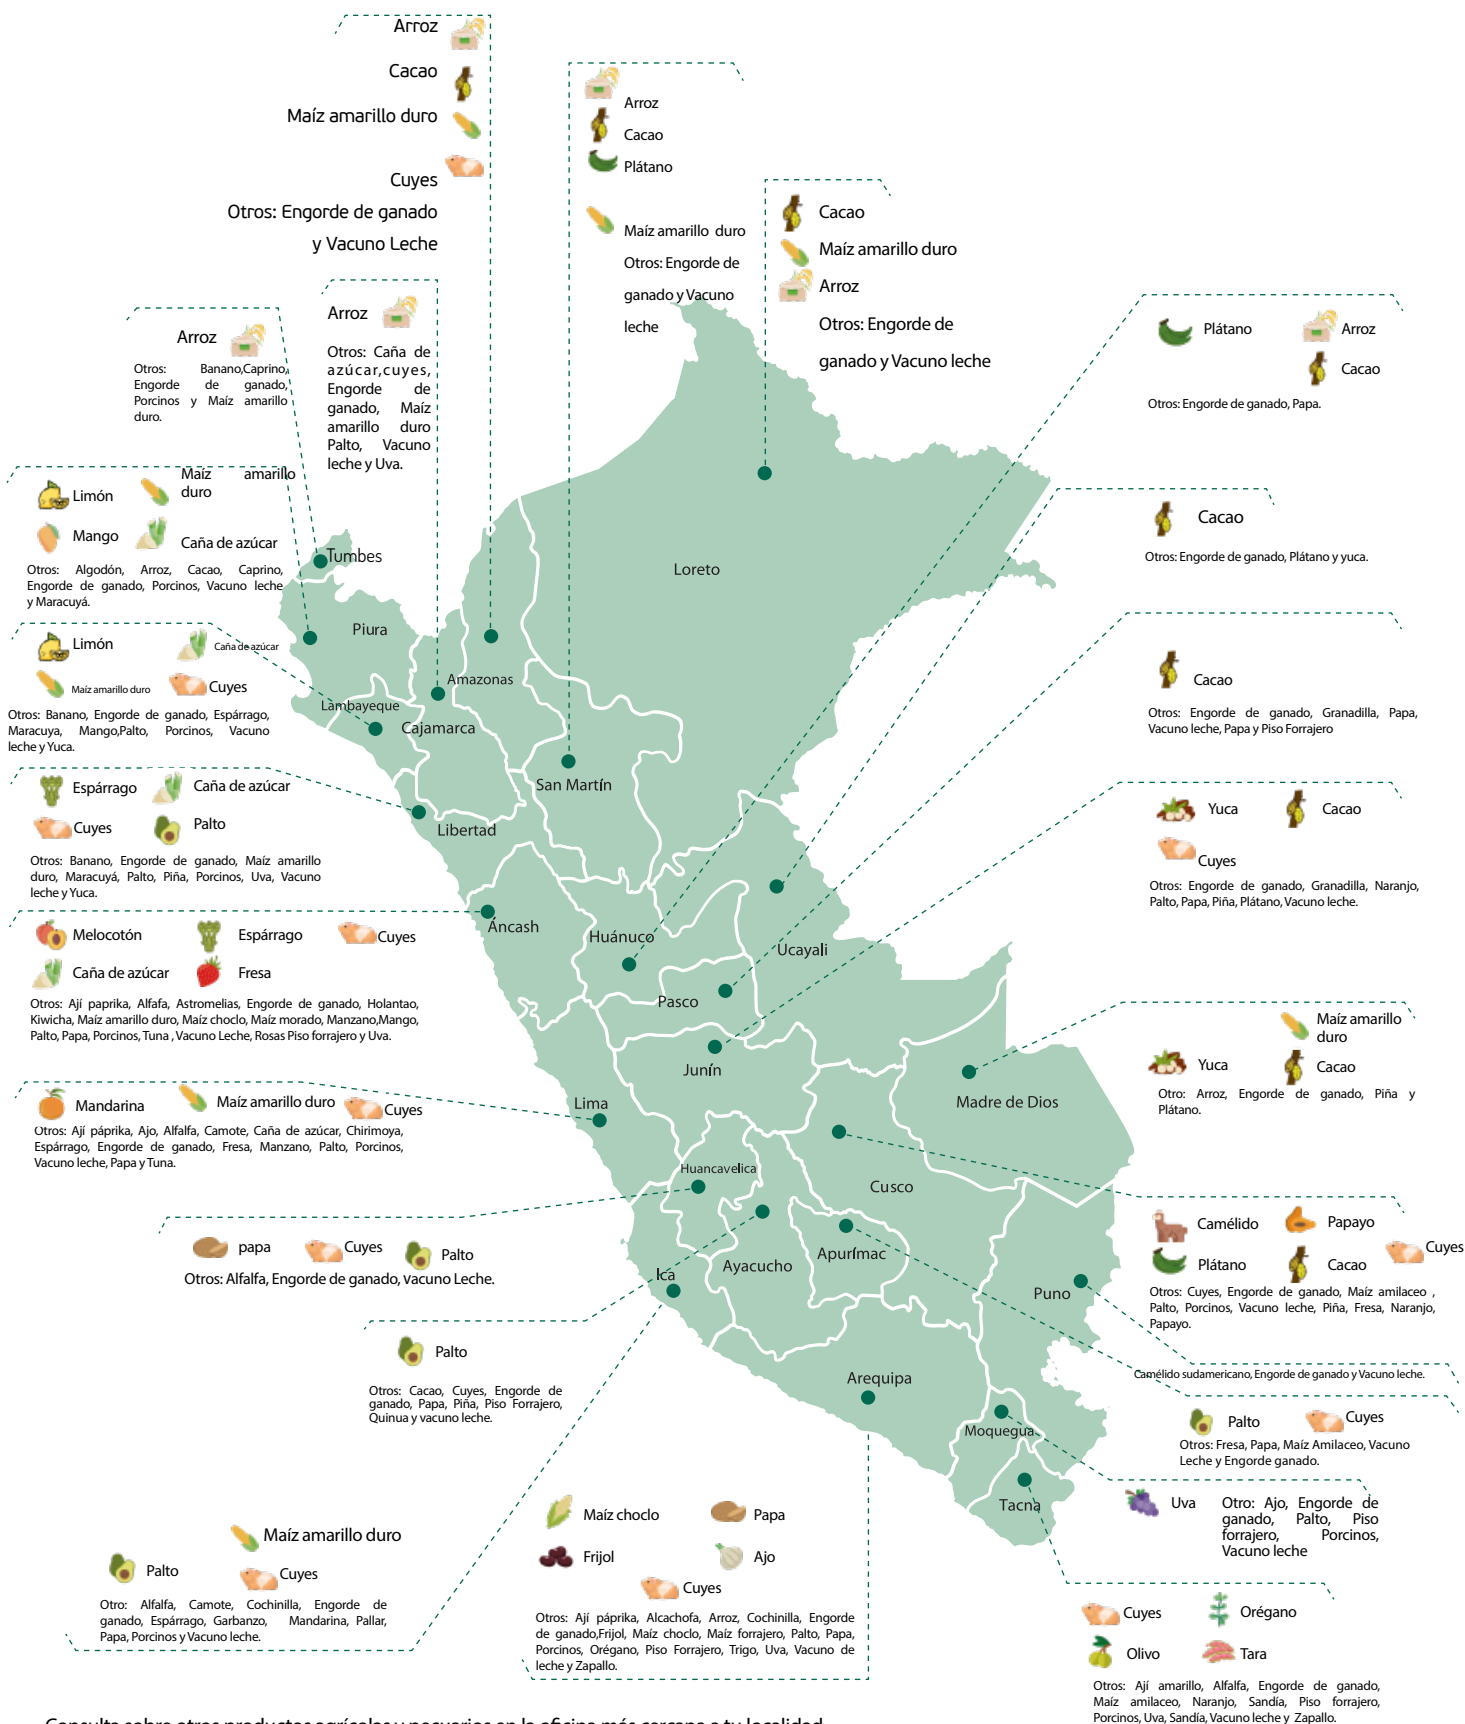 Arroz
Cacao
Maíz amarillo duro
Cuyes
Otros: Engorde de ganado
y Vacuno Leche
Arroz
Cacao
Plátano
Maíz amarillo duro
Otros: Engorde de
ganado y Vacuno
leche
Cacao
Maíz amarillo duro
Arroz
Otros: Engorde de
ganado y Vacuno leche
Arroz
Otros: Banano,Caprino,
Engorde de ganado,
Porcinos y Maíz amarillo
duro.
Arroz
Otros: Caña de
azúcar,cuyes,
Engorde de
ganado, Maíz
amarillo duro
Palto, Vacuno
leche y Uva.
Plátano
Arroz
Cacao
Otros: Engorde de ganado, Papa.
Limón
Maíz amarillo
duro
Mango
Caña de azúcar
Otros: Algodón, Arroz, Cacao, Caprino,
Engorde de ganado, Porcinos, Vacuno leche
y Maracuyá.
Cacao
Otros: Engorde de ganado, Plátano y yuca.
Limón
Caña de azúcar
Maíz amarillo duro
Cuyes
Otros: Banano, Engorde de ganado, Espárrago,
Maracuya, Mango,Palto, Porcinos, Vacuno
leche y Yuca.
Cacao
Otros: Engorde de ganado, Granadilla, Papa,
Vacuno leche, Papa y Piso Forrajero
Espárrago
Caña de azúcar
Cuyes
Palto
Otros: Banano, Engorde de ganado, Maíz amarillo
duro, Maracuyá, Palto, Piña, Porcinos, Uva, Vacuno
leche y Yuca.
Yuca
Cacao
Cuyes
Otros: Engorde de ganado, Granadilla, Naranjo,
Palto, Papa, Piña, Plátano, Vacuno leche.
Melocotón
Espárrago
Cuyes
Caña de azúcar
Fresa
Otros: Ají paprika, Alfafa, Astromelias, Engorde de ganado, Holantao,
Kiwicha, Maíz amarillo duro, Maíz choclo, Maíz morado, Manzano,Mango,
Palto, Papa, Porcinos, Tuna , Vacuno Leche, Rosas Piso forrajero y Uva.
Maíz amarillo
duro
Yuca
Cacao
Otro: Arroz, Engorde de ganado, Piña y
Plátano.
Mandarina
Maíz amarillo duro
Cuyes
Otros: Ají páprika, Ajo, Alfalfa, Camote, Caña de azúcar, Chirimoya,
Espárrago, Engorde de ganado, Fresa, Manzano, Palto, Porcinos,
Vacuno leche, Papa y Tuna.
papa
Cuyes
Palto
Otros: Alfalfa, Engorde de ganado, vacuno Leche.
Camélido
Papayo
Cuyes
Plátano
Cacao
Otros: Cuyes, Engorde de ganado, Maíz amilaceo ,
Palto, Porcinos, Vacuno leche, Piña, Fresa, Naranjo,
Papayo.
Palto
Otros: Cacao, Cuyes, Engorde de
ganado, Papa, Piña, Piso Forrajero,
Quinua y vacuno leche.
Camélido sudamericano, Engorde de ganado y Vacuno leche.
Palto
Cuyes
Otros: Fresa, Papa, Maíz Amilaceo, Vacuno
Leche y Engorde ganado.
Uva
Otro: Ajo, Engorde de
ganado, Palto, Piso
forrajero, Porcinos,
Vacuno leche
Maíz amarillo duro
Palto
Cuyes
Otro: Alfalfa, Camote, Cochinilla, Engorde de
ganado, Espárrago, Garbanzo, Mandarina, Pallar,
Papa, Porcinos y Vacuno leche.
Maíz choclo
Papa
Frijol
Ajo
Cuyes
Otros: Ají páprika, Alcachofa, Arroz, Cochinilla, Engorde
de ganado,Frijol, Maíz choclo, Maíz forrajero, Palto, Papa,
Porcinos, Orégano, Piso Forrajero, Trigo, Uva, Vacuno de
leche y Zapallo.
Cuyes
Orégano
Olivo
Tara
Otros: Ají amarillo, Alfalfa, Engorde de ganado,
Maíz amilaceo, Naranjo, Sandía, Piso forrajero,
Porcinos, Uva, Sandía, Vacuno leche y Zapallo.
Tumbes
Loreto
Piura
Amazonas
Lambayeque
Cajamarca
San Martín
Libertad
Áncash
Huánuco
Ucayali
Pasco
Junín
Lima
Madre de Dios
Huancavelica
Cusco
Apurímac
Ayacucho
Ica
Puno
Arequipa
Moquegua
Tacna
Consulta sobre otros productos agrícolas y pecuarios en la oficina más cercana a tu localidad